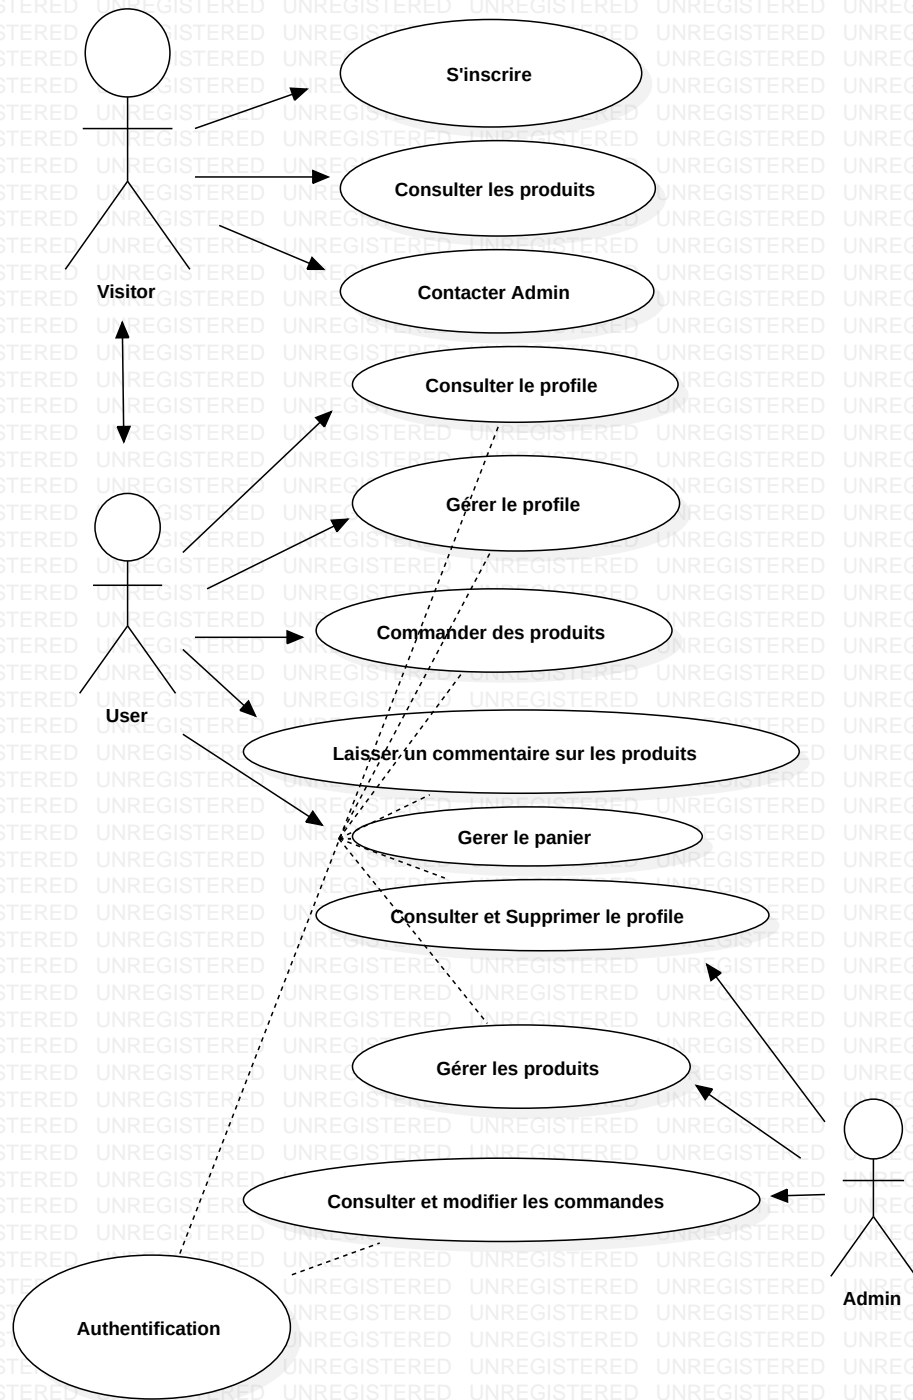 S'inscrire
Consulter les produits
Contacter Admin
Visitor
Consulter le profile
Gérer le profile
Commander des produits
User
Laisser un commentaire sur les produits
Gerer le panier
Consulter et Supprimer le profile
Gérer les produits
Consulter et modifier les commandes
Admin
Authentification
UNREGISTERED